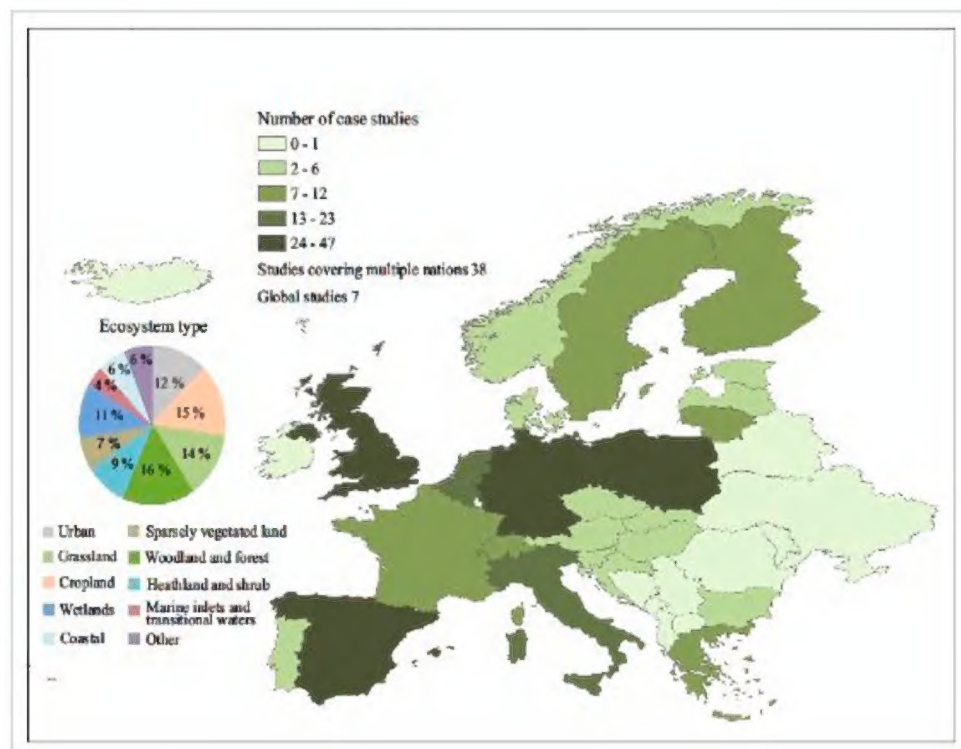 Number of case studies
0 - 1
2 - 6
7 - 12
13 - 23
24 - 47
Studies covering multiple nations 38
Global studies 7
Ecosystem type
6 %
6 %
12 %
4 %
15 %
11 %
7 %
14 %
9 %
16 %
Urban
Sparsely vegetated land
Grassland
Woodland and forest
Cropland
Heathland and shrub
Wetlands
Marine inlets and
transitional waters
Coastal
Other